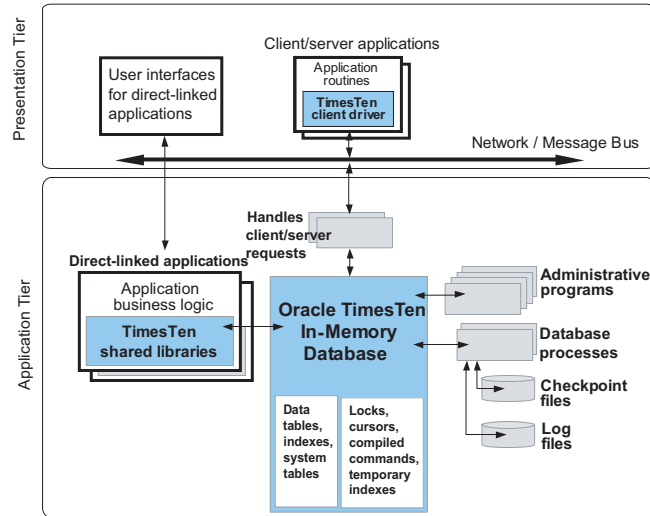 Presentation Tier
Client/server applications
User interfaces
for direct-linked
applications
Application
routines
TimesTen
client driver
Network / Message Bus
Application Tier
Handles
client/server
requests
Direct-linked applications
Application
business logic
TimesTen
shared libraries
Oracle TimesTen
In-Memory
Database
Administrative
programs
Database
processes
Checkpoint
files
Log
files
Data
tables,
indexes,
system
tables
Locks,
cursors,
compiled
commands,
temporary
indexes